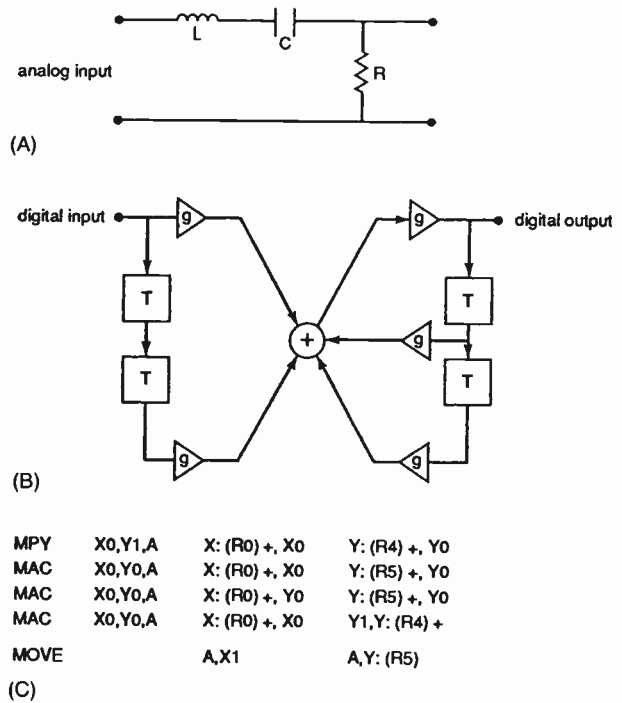 L
C
R
analog input
(A)
digital input
g
g
digital output
T
T
+
g
T
T
g
g
(B)
MPY X0,Y1,A X: (R0) +, X0 Y: (R4) +, Y0
MAC X0,Y0,A X: (R0) +, X0 Y: (R5) +, Y0
MAC X0,Y0,A X: (R0) +, Y0 Y: (R5) +, Y0
MAC X0,Y0,A X: (R0) +, X0 Y1,Y: (R4) +
MOVE A,X1 A,Y: (R5)
(C)